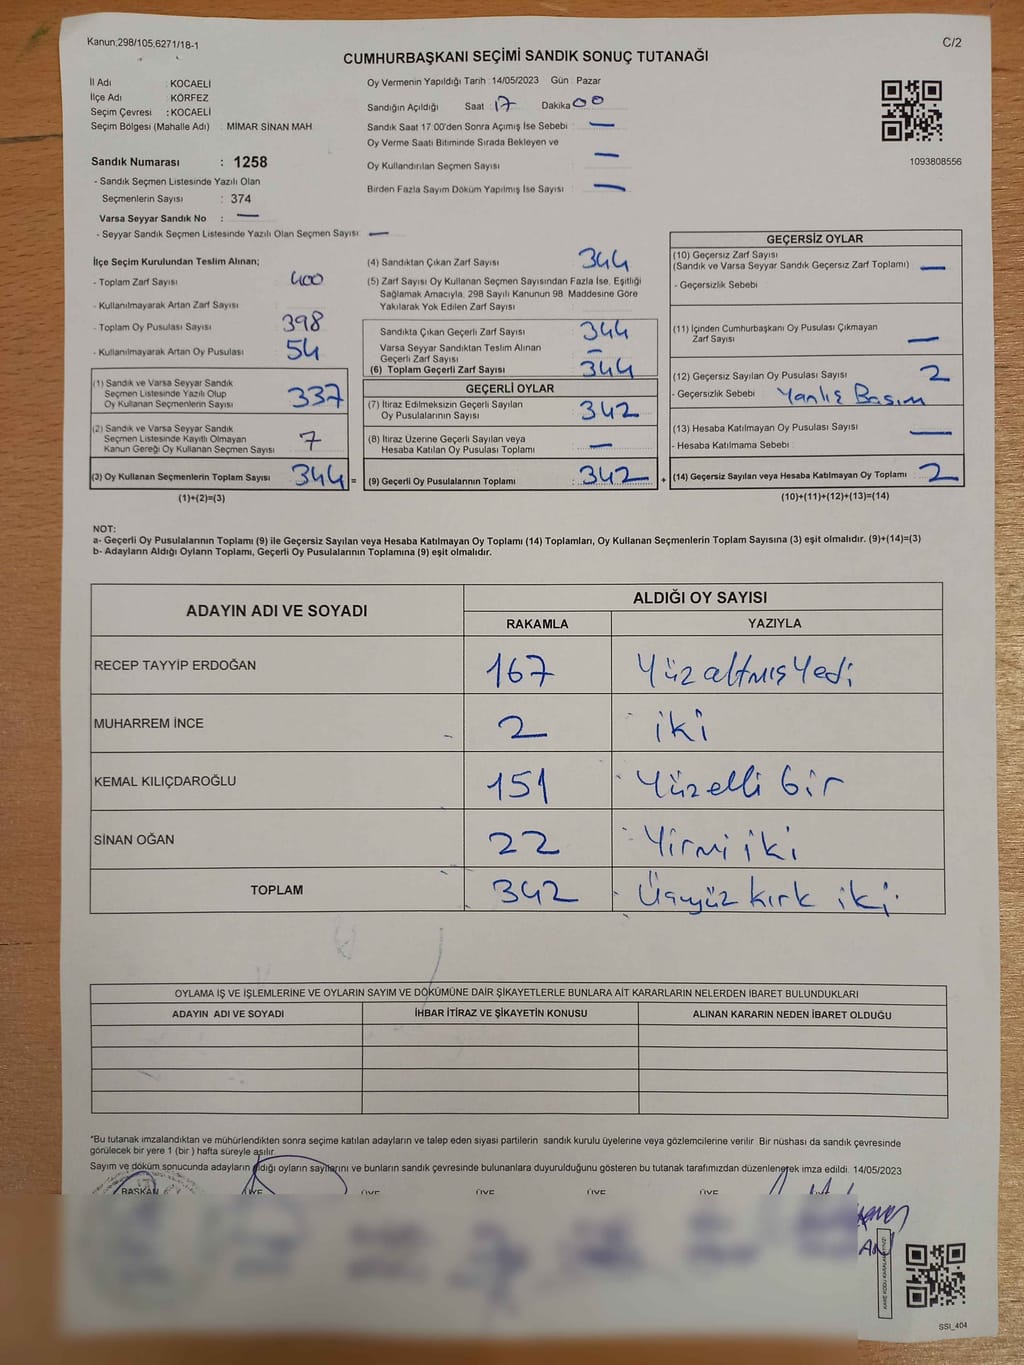 Kanun;298/105,6271/18-1
C/2
CUMHURBAŞKANI SEÇİMİ SANDIK SONUÇ TUTANAĞI
İl Adı : KOCAELİ
İlçe Adı : KÖRFEZ
Seçim Çevresi : KOCAELİ
Seçim Bölgesi (Mahalle Adı) : MİMAR SİNAN MAH
Sandık Numarası : 1258
- Sandık Seçmen Listesinde Yazılı Olan
Seçmenlerin Sayısı : 374
Varsa Seyyar Sandık No : —
- Seyyar Sandık Seçmen Listesinde Yazılı Olan Seçmen Sayısı: —
Oy Vermenin Yapıldığı Tarih : 14/05/2023 Gün : Pazar
Sandığın Açıldığı Saat : 17 Dakika 00
Sandık Saat 17:00'den Sonra Açılmış İse Sebebi : —
Oy Verme Saati Bitiminde Sırada Bekleyen ve
Oy Kullandırılan Seçmen Sayısı —
Birden Fazla Sayım Döküm Yapılmış İse Sayısı : —
1093808556
İlçe Seçim Kurulundan Teslim Alınan;
- Toplam Zarf Sayısı : 400
- Kullanılmayarak Artan Zarf Sayısı :
- Toplam Oy Pusulası Sayısı : 398
- Kullanılmayarak Artan Oy Pusulası : 54
(1) Sandık ve Varsa Seyyar Sandık
Seçmen Listesinde Yazılı Olup
Oy Kullanan Seçmenlerin Sayısı : 337
(2) Sandık ve Varsa Seyyar Sandık
Seçmen Listesinde Kayıtlı Olmayan
Kanun Gereği Oy Kullanan Seçmen Sayısı : 7
(3) Oy Kullanan Seçmenlerin Toplam Sayısı : 344 =
(1)+(2)=(3)
(4) Sandıktan Çıkan Zarf Sayısı : 344
(5) Zarf Sayısı Oy Kullanan Seçmen Sayısından Fazla İse, Eşitliği
Sağlamak Amacıyla, 298 Sayılı Kanunun 98. Maddesine Göre
Yakılarak Yok Edilen Zarf Sayısı :
Sandıkta Çıkan Geçerli Zarf Sayısı : 344
Varsa Seyyar Sandıktan Teslim Alınan
Geçerli Zarf Sayısı : —
(6) Toplam Geçerli Zarf Sayısı : 344
GEÇERLİ OYLAR
(7) İtiraz Edilmeksizin Geçerli Sayılan
Oy Pusulalarının Sayısı : 342
(8) İtiraz Üzerine Geçerli Sayılan veya
Hesaba Katılan Oy Pusulası Toplamı : —
(9) Geçerli Oy Pusulalarının Toplamı : 342 +
GEÇERSİZ OYLAR
(10) Geçersiz Zarf Sayısı
(Sandık ve Varsa Seyyar Sandık Geçersiz Zarf Toplamı) : —
- Geçersizlik Sebebi :
(11) İçinden Cumhurbaşkanı Oy Pusulası Çıkmayan
Zarf Sayısı : —
(12) Geçersiz Sayılan Oy Pusulası Sayısı : 2
- Geçersizlik Sebebi : Yanlış Basım
(13) Hesaba Katılmayan Oy Pusulası Sayısı : —
- Hesaba Katılmama Sebebi :
(14) Geçersiz Sayılan veya Hesaba Katılmayan Oy Toplamı : 2
(10)+(11)+(12)+(13)=(14)
NOT:
a- Geçerli Oy Pusulalarının Toplamı (9) ile Geçersiz Sayılan veya Hesaba Katılmayan Oy Toplamı (14) Toplamları, Oy Kullanan Seçmenlerin Toplam Sayısına (3) eşit olmalıdır. (9)+(14)=(3)
b- Adayların Aldığı Oyların Toplamı, Geçerli Oy Pusulalarının Toplamına (9) eşit olmalıdır.
ADAYIN ADI VE SOYADI
ALDIĞI OY SAYISI
RAKAMLA YAZIYLA
RECEP TAYYİP ERDOĞAN 167 Yüzaltmış Yedi
MUHARREM İNCE 2 iki
KEMAL KILIÇDAROĞLU 151 Yüzelli bir
SİNAN OĞAN 22 Yirmi iki
TOPLAM 342 Üçyüz kırk iki
OYLAMA İŞ VE İŞLEMLERİNE VE OYLARIN SAYIM VE DÖKÜMÜNE DAİR ŞİKAYETLERLE BUNLARA AİT KARARLARIN NELERDEN İBARET BULUNDUKLARI
ADAYIN ADI VE SOYADI İHBAR İTİRAZ VE ŞİKAYETİN KONUSU ALINAN KARARIN NEDEN İBARET OLDUĞU
*Bu tutanak imzalandıktan ve mühürlendikten sonra seçime katılan adayların ve talep eden siyasi partilerin sandık kurulu üyelerine veya gözlemcilerine verilir. Bir nüshası da sandık çevresinde
görülecek bir yere 1 (bir ) hafta süreyle asılır.
Sayım ve döküm sonucunda adayların aldığı oyların sayılarını ve bunların sandık çevresinde bulunanlara duyurulduğunu gösteren bu tutanak tarafımızdan düzenlenerek imza edildi. 14/05/2023
BAŞKAN ÜYE ÜYE ÜYE ÜYE ÜYE
SSI_404